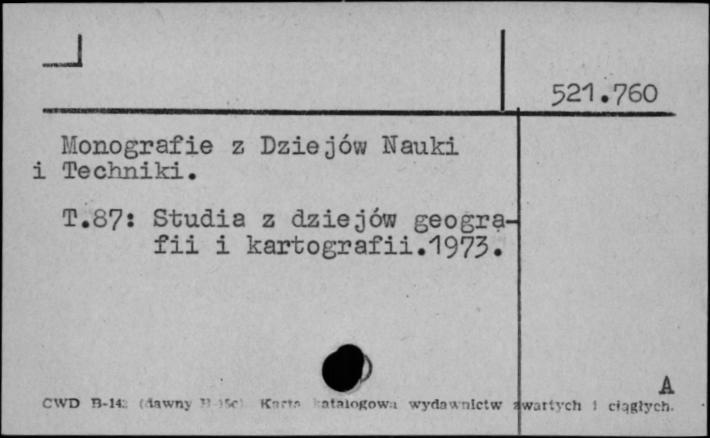 521.760
Monografie z Dziejów Nauki
i Techniki.
T.87: Studia z dziejów geogra-
fii i kartografii.1973.
A
CWD B-14 (dawny Karta katalogowa wydawnictw zwartych i ciągłych.